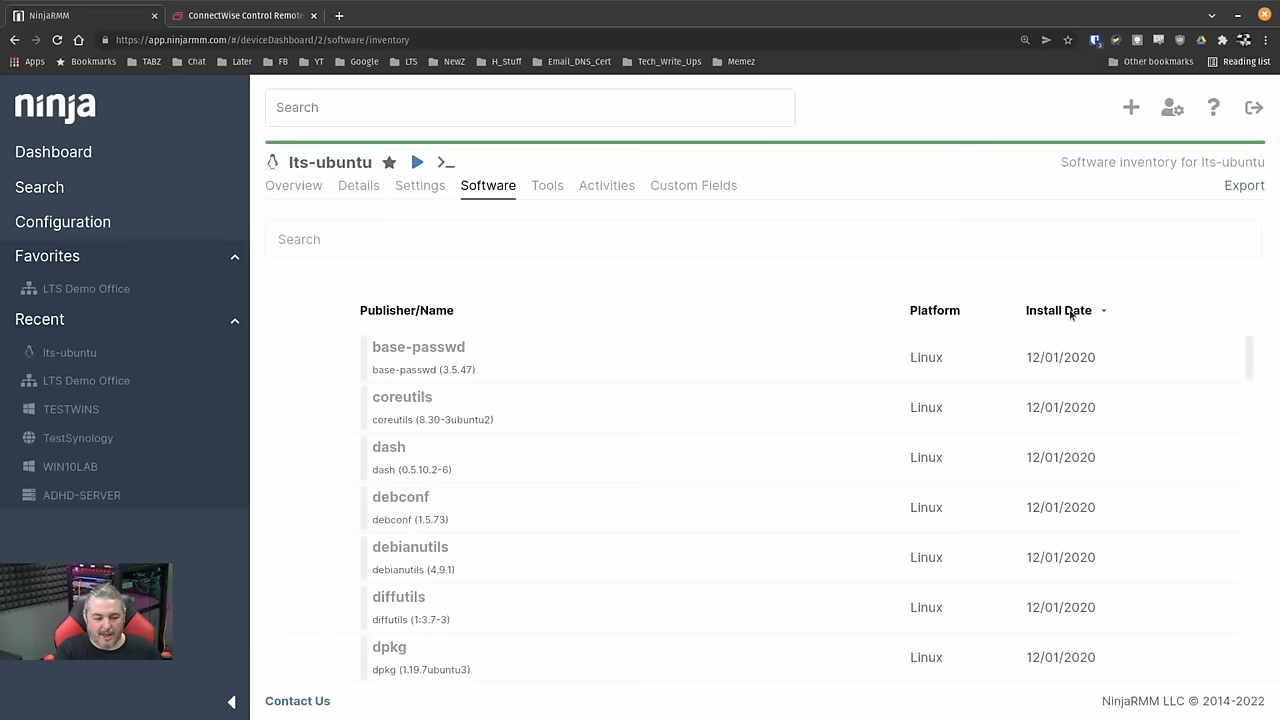 NinjaRMM
ConnectWise Control Remote
https://app.ninjarmm.com/#/deviceDashboard/2/software/inventory
Apps Bookmarks TABZ Chat Later FB YT Google LTS NewZ H_Stuff Email_DNS_Cert Tech_Write_Ups Memez Other bookmarks Reading list
ninja
Search
Dashboard
Search
Configuration
Favorites
LTS Demo Office
Recent
lts-ubuntu
LTS Demo Office
TESTWINS
TestSynology
WIN10LAB
ADHD-SERVER
lts-ubuntu
Software inventory for lts-ubuntu
Overview Details Settings Software Tools Activities Custom Fields
Export
Search
Publisher/Name Platform Install Date
base-passwd
base-passwd (3.5.47)
Linux 12/01/2020
coreutils
coreutils (8.30-3ubuntu2)
Linux 12/01/2020
dash
dash (0.5.10.2-6)
Linux 12/01/2020
debconf
debconf (1.5.73)
Linux 12/01/2020
debianutils
debianutils (4.9.1)
Linux 12/01/2020
diffutils
diffutils (1:3.7-3)
Linux 12/01/2020
dpkg
dpkg (1.19.7ubuntu3)
Linux 12/01/2020
Contact Us
NinjaRMM LLC © 2014-2022